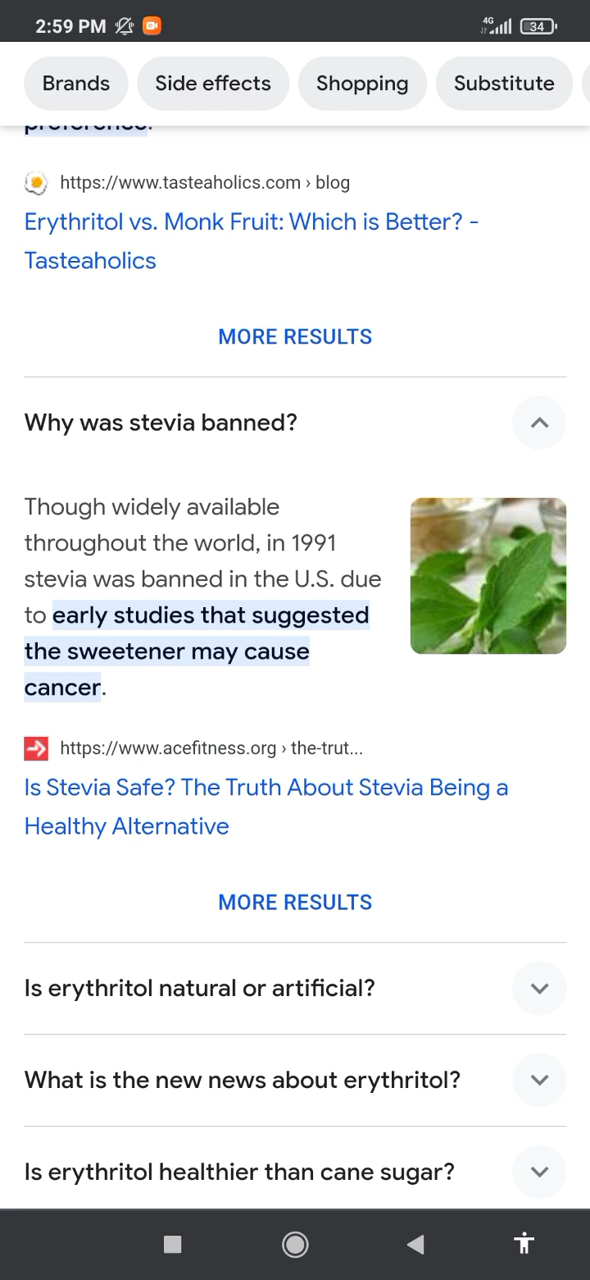 2:59 PM 4G 34
Brands Side effects Shopping Substitute
preference.
https://www.tasteaholics.com › blog
Erythritol vs. Monk Fruit: Which is Better? -
Tasteaholics
MORE RESULTS
Why was stevia banned?
Though widely available
throughout the world, in 1991
stevia was banned in the U.S. due
to early studies that suggested
the sweetener may cause
cancer.
https://www.acefitness.org › the-trut...
Is Stevia Safe? The Truth About Stevia Being a
Healthy Alternative
MORE RESULTS
Is erythritol natural or artificial?
What is the new news about erythritol?
Is erythritol healthier than cane sugar?